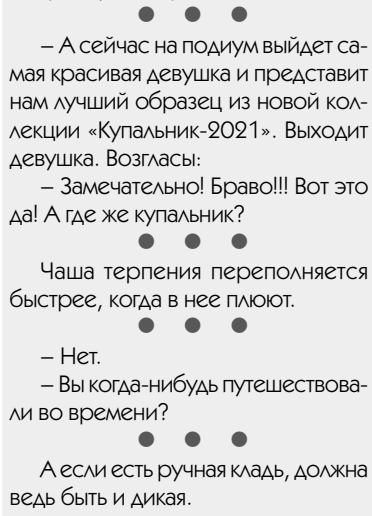 ● ● ●
– А сейчас на подиум выйдет са-
мая красивая девушка и представит
нам лучший образец из новой кол-
лекции «Купальник-2021». Выходит
девушка. Возгласы:
– Замечательно! Браво!!! Вот это
да! А где же купальник?
● ● ●
Чаша терпения переполняется
быстрее, когда в нее плюют.
● ● ●
– Нет.
– Вы когда-нибудь путешествова-
ли во времени?
● ● ●
А если есть ручная кладь, должна
ведь быть и дикая.